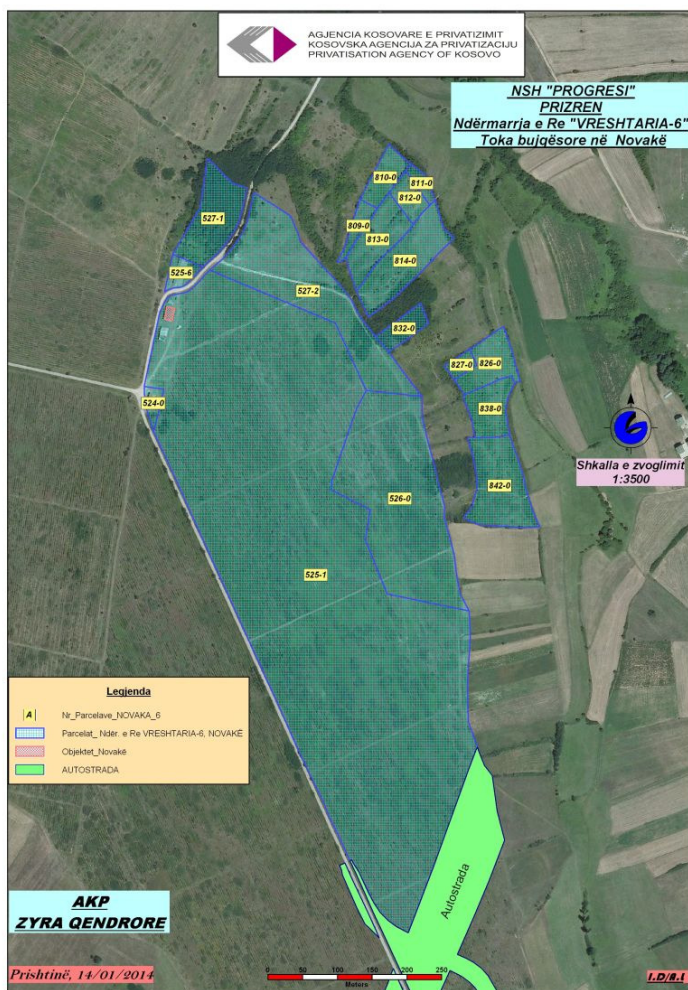 AGJENCIA KOSOVARE E PRIVATIZIMIT
KOSOVSKA AGENCIJA ZA PRIVATIZACIJU
PRIVATISATION AGENCY OF KOSOVO
NSH "PROGRESI"
PRIZREN
Ndërmarrja e Re "VRESHTARIA-6"
Toka bujqësore në Novakë
810-0
811-0
812-0
527-1
809-0
813-0
814-0
525-6
527-2
832-0
827-0
826-0
524-0
838-0
Shkalla e zvoglimit
1:3500
842-0
526-0
525-1
Legjenda
A Nr_Parcelave_NOVAKA_6
Parcelat_ Ndër. e Re VRESHTARIA-6, NOVAKË
Objektet_Novakë
AUTOSTRADA
Autostrada
AKP
ZYRA QENDRORE
Prishtinë, 14/01/2014
0 50 100 150 200 250
Meters